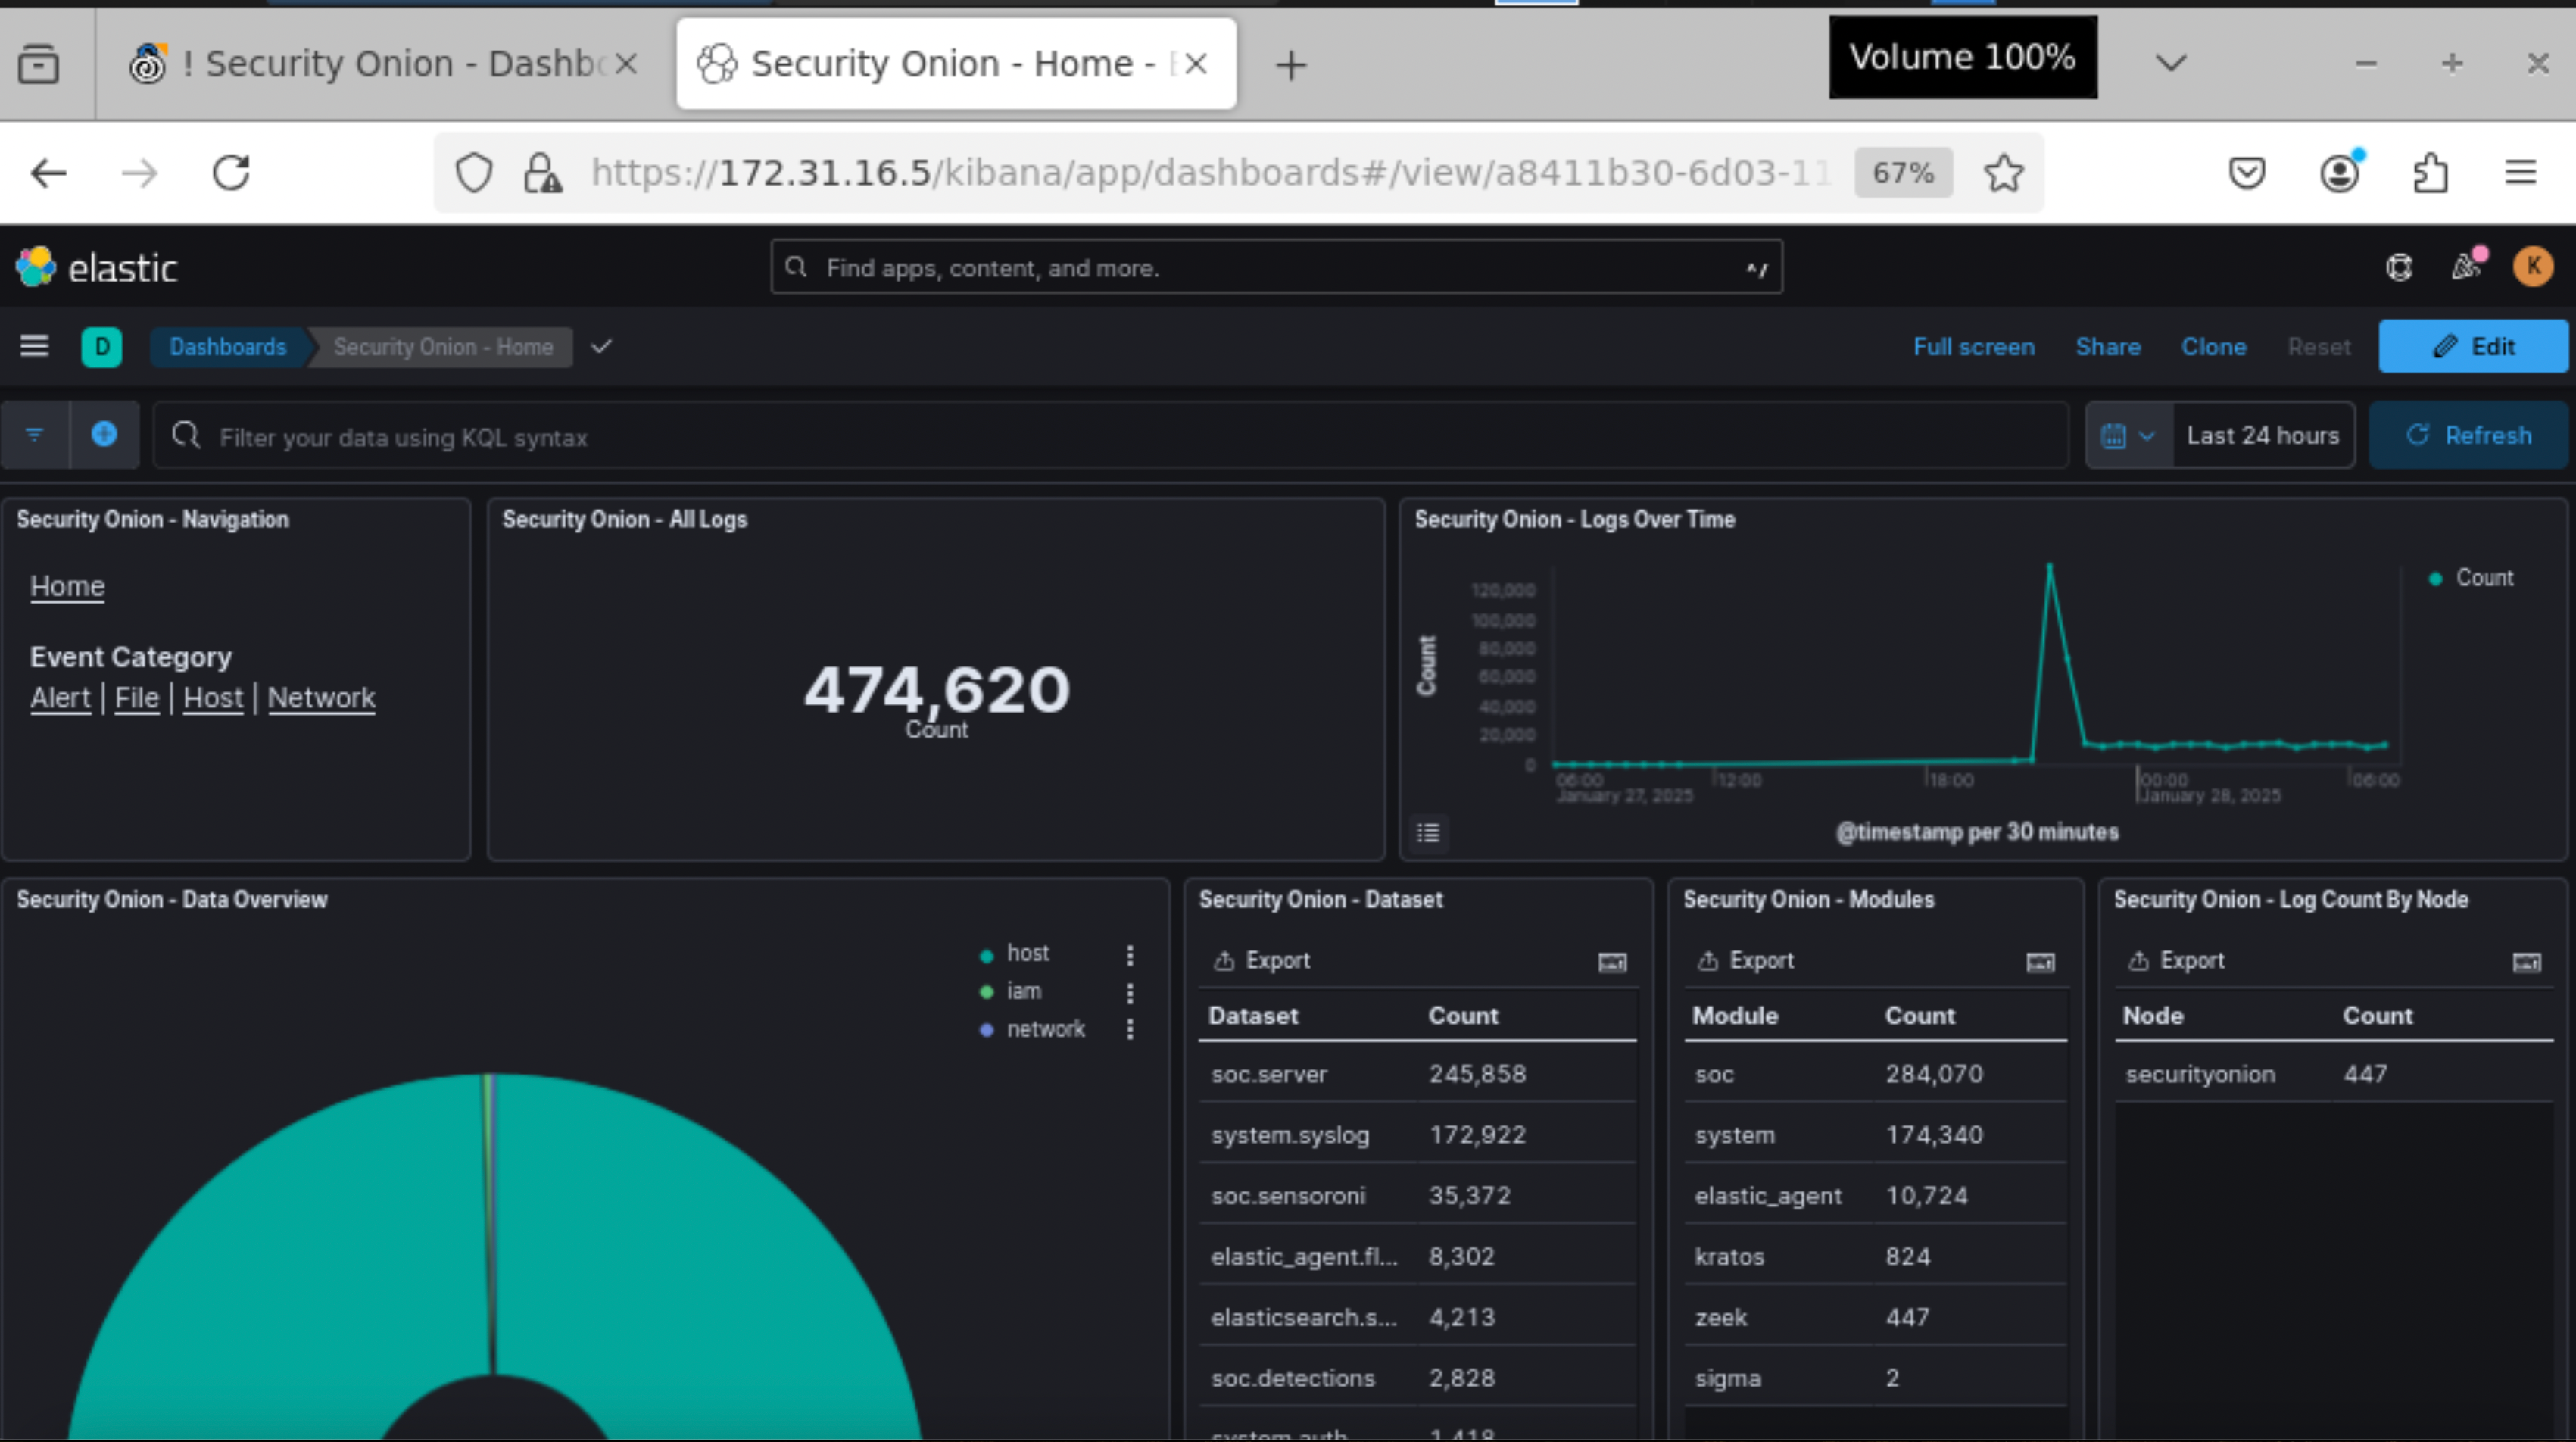 ! Security Onion - Dashbo
Security Onion - Home -
Volume 100%
https://172.31.16.5/kibana/app/dashboards#/view/a8411b30-6d03-11
67%
elastic
Find apps, content, and more.
^/
K
D
Dashboards
Security Onion - Home
Full screen
Share
Clone
Reset
Edit
Filter your data using KQL syntax
Last 24 hours
Refresh
Security Onion - Navigation
Home
Event Category
Alert | File | Host | Network
Security Onion - All Logs
474,620
Count
Security Onion - Logs Over Time
Count
120,000
100,000
80,000
60,000
40,000
20,000
0
06:00
January 27, 2025
12:00
18:00
00:00
January 28, 2025
06:00
@timestamp per 30 minutes
Count
Security Onion - Data Overview
host
iam
network
Security Onion - Dataset
Export
Dataset Count
soc.server 245,858
system.syslog 172,922
soc.sensoroni 35,372
elastic_agent.fl... 8,302
elasticsearch.s... 4,213
soc.detections 2,828
system.auth 1,418
Security Onion - Modules
Export
Module Count
soc 284,070
system 174,340
elastic_agent 10,724
kratos 824
zeek 447
sigma 2
Security Onion - Log Count By Node
Export
Node Count
securityonion 447